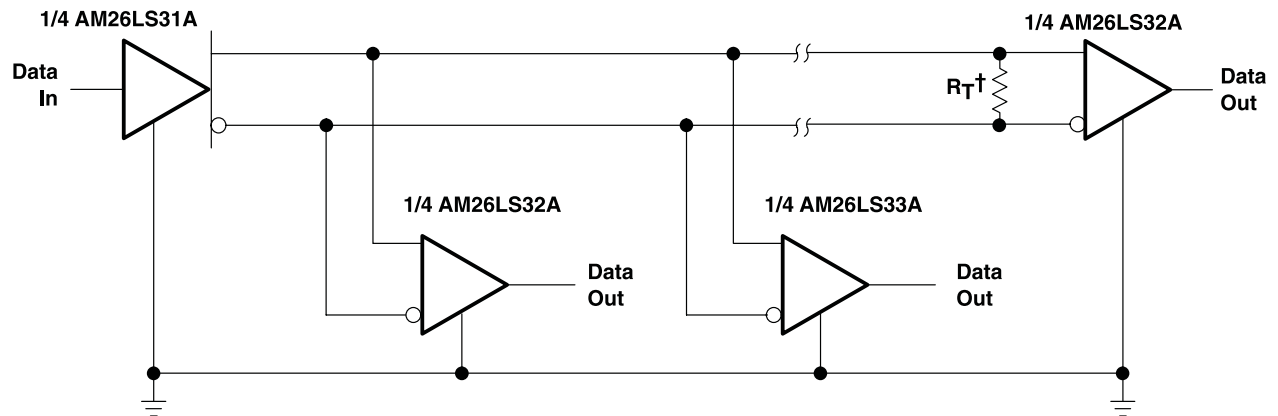 1/4 AM26LS31A
1/4 AM26LS32A
Data
In
RT†
Data
Out
1/4 AM26LS32A
1/4 AM26LS33A
Data
Out
Data
Out